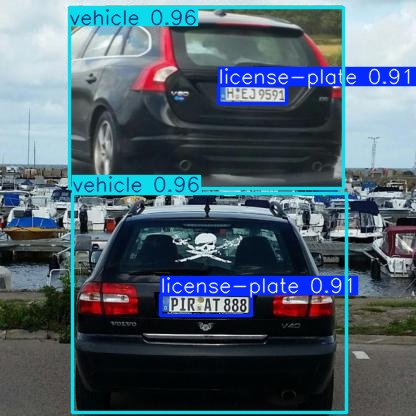 vehicle 0.96
license-plate 0.91
V60
H EJ 9591
vehicle 0.96
license-plate 0.91
PIR AT 888
VOLVO
V40